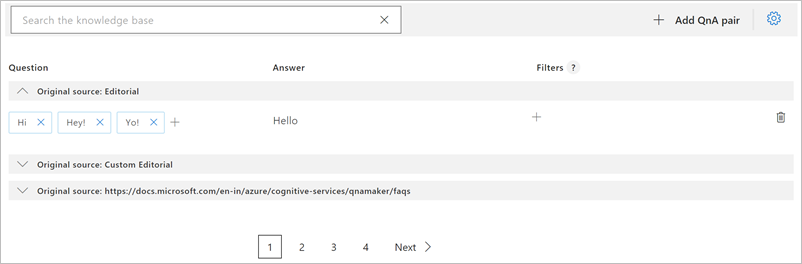 Search the knowledge base
Add QnA pair
Question Answer Filters ?
Original source: Editorial
Hi Hey! Yo! Hello
Original source: Custom Editorial
Original source: https://docs.microsoft.com/en-in/azure/cognitive-services/qnamaker/faqs
1 2 3 4 Next